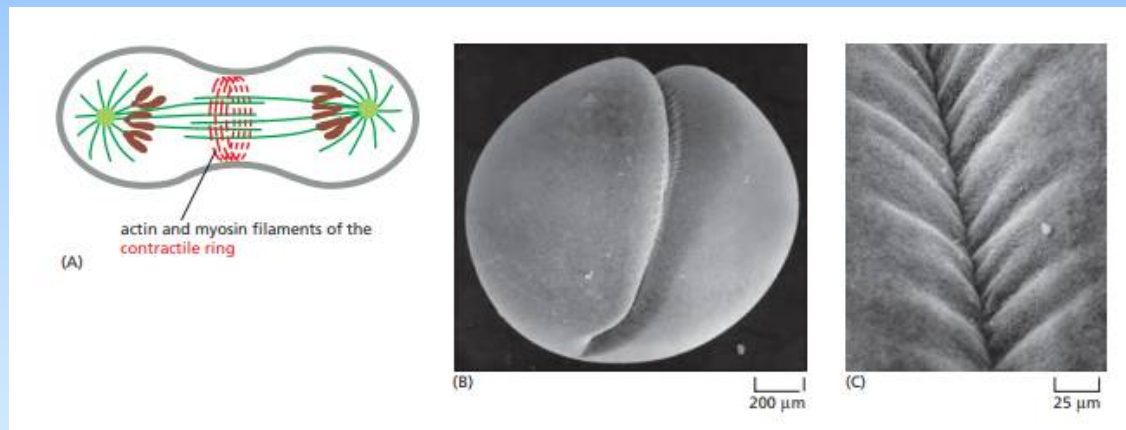 actin and myosin filaments of the
contractile ring
(A)
(B)
200 μm
(C)
25 μm